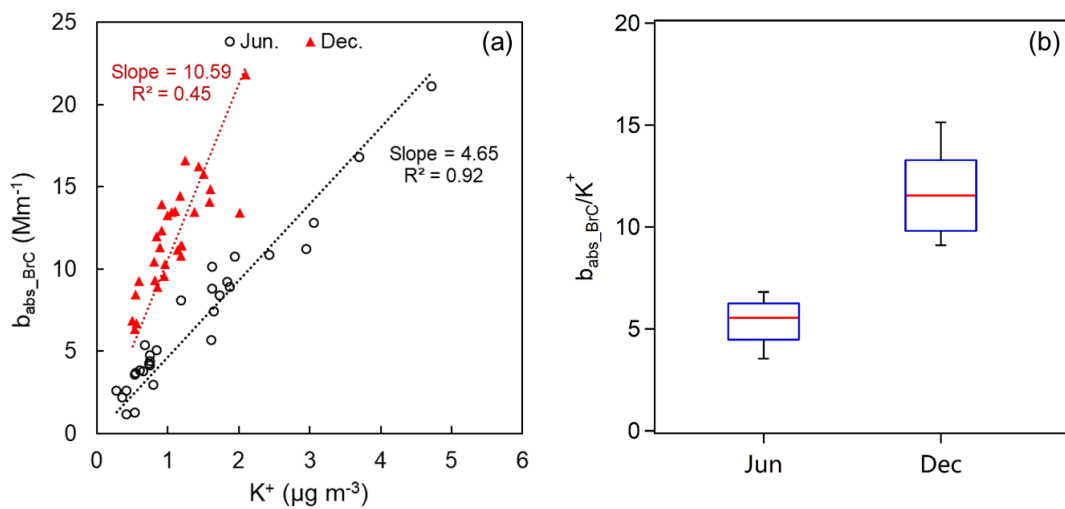 25
20
15
10
5
0
b_abs_BrC (Mm⁻¹)
Jun. Dec.
(a)
Slope = 10.59
R² = 0.45
Slope = 4.65
R² = 0.92
0 1 2 3 4 5 6
K⁺ (µg m⁻³)
20
15
10
5
0
b_abs_BrC/K⁺
(b)
Jun Dec